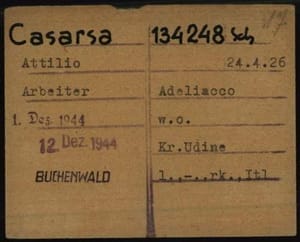 Casarsa 134248 Sch
Attilio 24.4.26
Arbeiter Adeliacco
1. Dez. 1944 w.o.
12. Dez. 1944 Kr.Udine
BUCHENWALD l.,-.,rk.,Itl